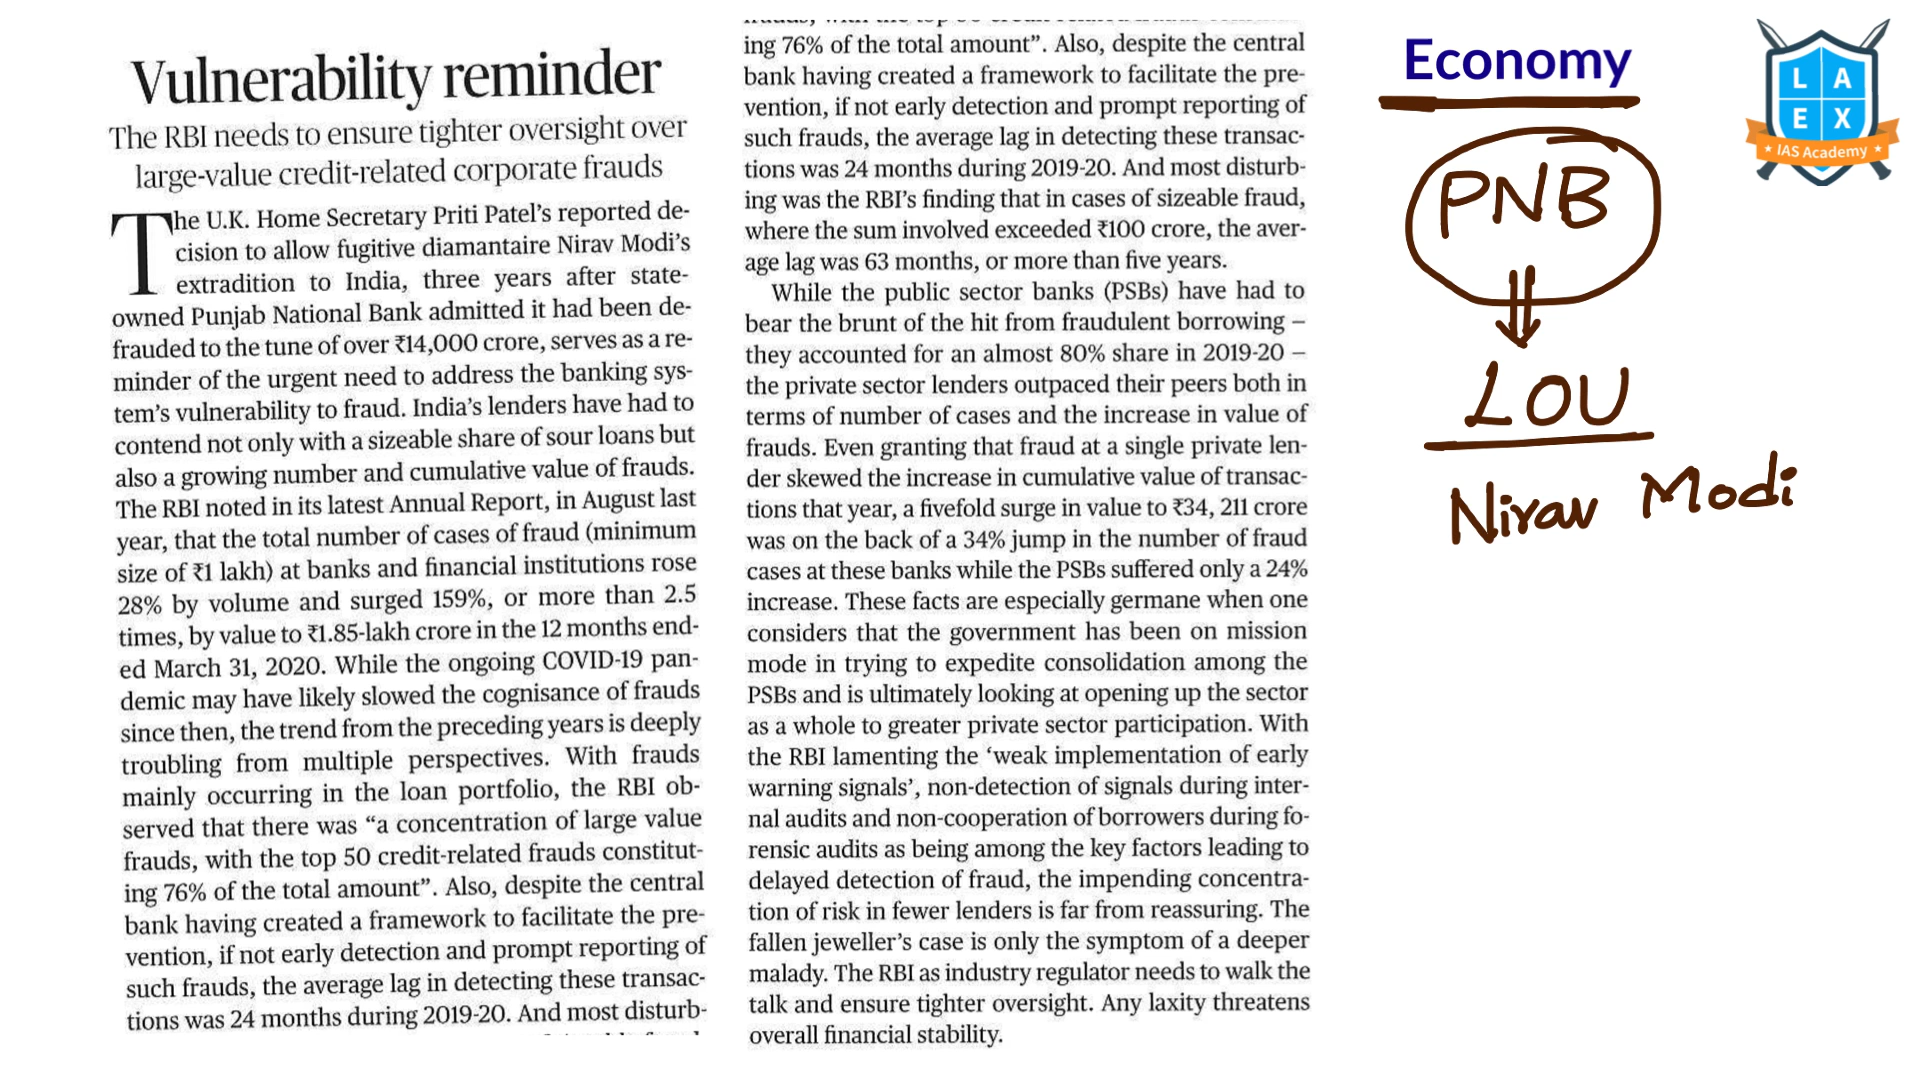 Vulnerability reminder
The RBI needs to ensure tighter oversight over
large-value credit-related corporate frauds
The U.K. Home Secretary Priti Patel's reported de-
cision to allow fugitive diamantaire Nirav Modi's
extradition to India, three years after state-
owned Punjab National Bank admitted it had been de-
frauded to the tune of over ₹14,000 crore, serves as a re-
minder of the urgent need to address the banking sys-
tem's vulnerability to fraud. India's lenders have had to
contend not only with a sizeable share of sour loans but
also a growing number and cumulative value of frauds.
The RBI noted in its latest Annual Report, in August last
year, that the total number of cases of fraud (minimum
size of ₹1 lakh) at banks and financial institutions rose
28% by volume and surged 159%, or more than 2.5
times, by value to ₹1.85-lakh crore in the 12 months end-
ed March 31, 2020. While the ongoing COVID-19 pan-
demic may have likely slowed the cognisance of frauds
since then, the trend from the preceding years is deeply
troubling from multiple perspectives. With frauds
mainly occurring in the loan portfolio, the RBI ob-
served that there was “a concentration of large value
frauds, with the top 50 credit-related frauds constitut-
ing 76% of the total amount”. Also, despite the central
bank having created a framework to facilitate the pre-
vention, if not early detection and prompt reporting of
such frauds, the average lag in detecting these transac-
tions was 24 months during 2019-20. And most disturb-
ing 76% of the total amount”. Also, despite the central
bank having created a framework to facilitate the pre-
vention, if not early detection and prompt reporting of
such frauds, the average lag in detecting these transac-
tions was 24 months during 2019-20. And most disturb-
ing was the RBI's finding that in cases of sizeable fraud,
where the sum involved exceeded ₹100 crore, the aver-
age lag was 63 months, or more than five years.
While the public sector banks (PSBs) have had to
bear the brunt of the hit from fraudulent borrowing –
they accounted for an almost 80% share in 2019-20 –
the private sector lenders outpaced their peers both in
terms of number of cases and the increase in value of
frauds. Even granting that fraud at a single private len-
der skewed the increase in cumulative value of transac-
tions that year, a fivefold surge in value to ₹34, 211 crore
was on the back of a 34% jump in the number of fraud
cases at these banks while the PSBs suffered only a 24%
increase. These facts are especially germane when one
considers that the government has been on mission
mode in trying to expedite consolidation among the
PSBs and is ultimately looking at opening up the sector
as a whole to greater private sector participation. With
the RBI lamenting the ‘weak implementation of early
warning signals’, non-detection of signals during inter-
nal audits and non-cooperation of borrowers during fo-
rensic audits as being among the key factors leading to
delayed detection of fraud, the impending concentra-
tion of risk in fewer lenders is far from reassuring. The
fallen jeweller's case is only the symptom of a deeper
malady. The RBI as industry regulator needs to walk the
talk and ensure tighter oversight. Any laxity threatens
overall financial stability.
Economy
PNB
LOU
Nirav Modi
L A
E X
IAS Academy